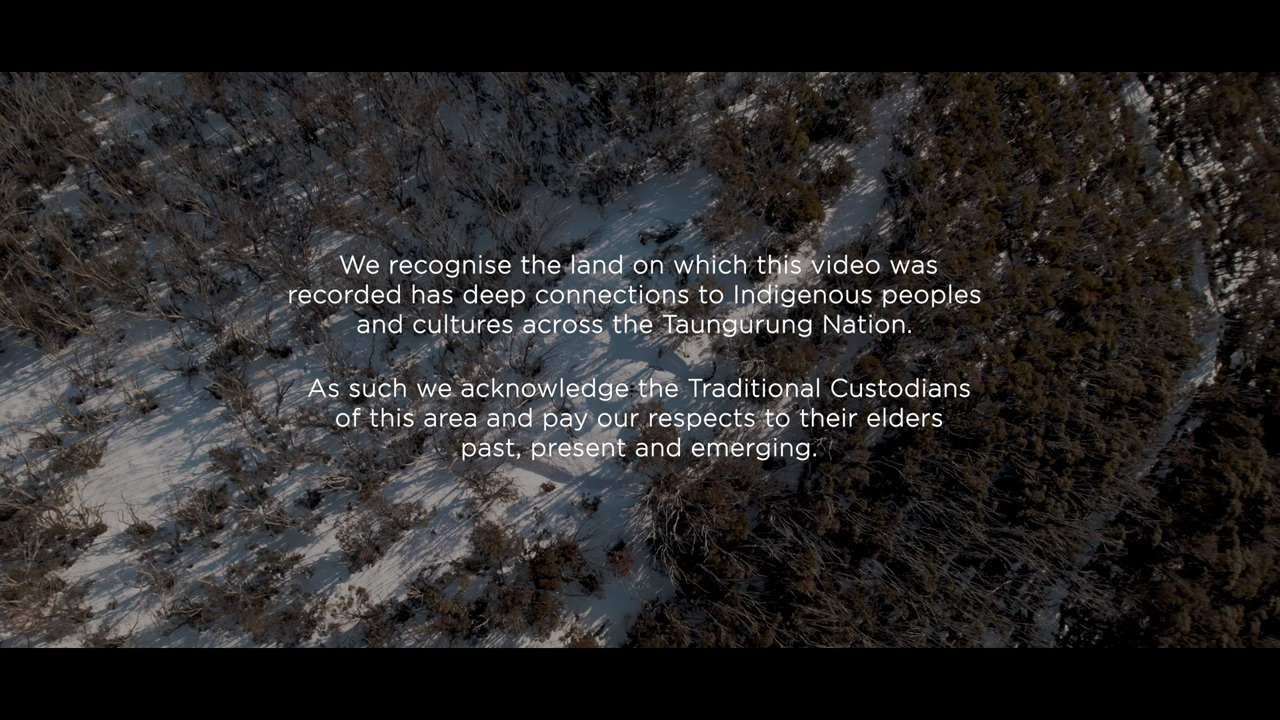 We recognise the land on which this video was
recorded has deep connections to Indigenous peoples
and cultures across the Taungurung Nation.
As such we acknowledge the Traditional Custodians
of this area and pay our respects to their elders
past, present and emerging.